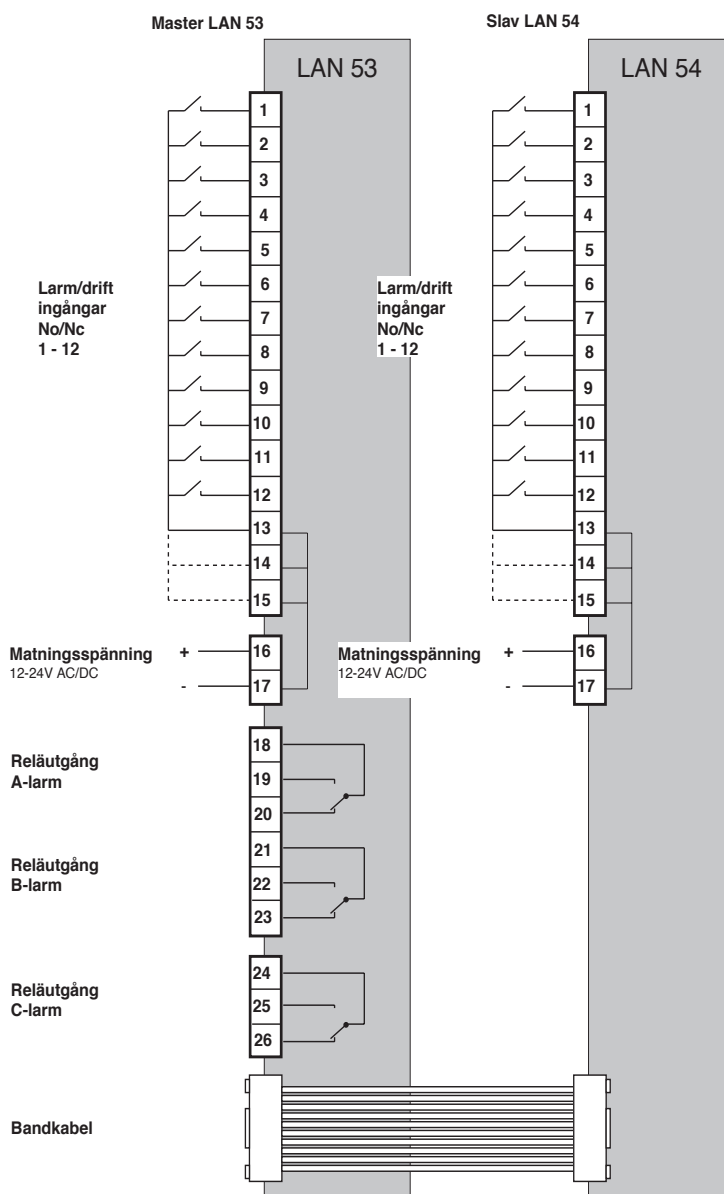 Master LAN 53
Slav LAN 54
LAN 53
LAN 54
1
2
3
4
5
6
7
8
9
10
11
12
13
14
15
16
17
18
19
20
21
22
23
24
25
26
Larm/drift
ingångar
No/Nc
1 - 12
Matningsspänning +
12-24V AC/DC -
Reläutgång
A-larm
Reläutgång
B-larm
Reläutgång
C-larm
Bandkabel
1
2
3
4
5
6
7
8
9
10
11
12
13
14
15
16
17
Larm/drift
ingångar
No/Nc
1 - 12
Matningsspänning +
12-24V AC/DC -